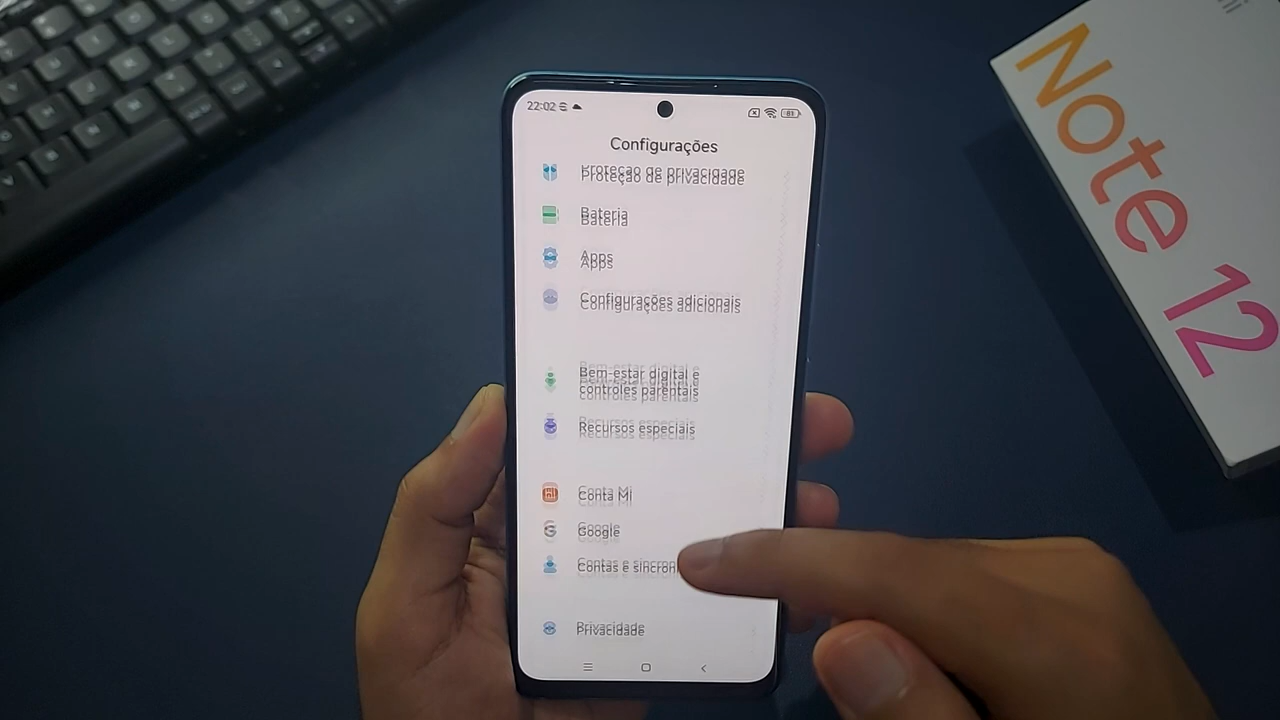 22:02
Configurações
Proteção de privacidade
Bateria
Apps
Configurações adicionais
Bem-estar digital e
controles parentais
Recursos especiais
Conta Mi
Google
Contas e sincroni
Privacidade
Note 12